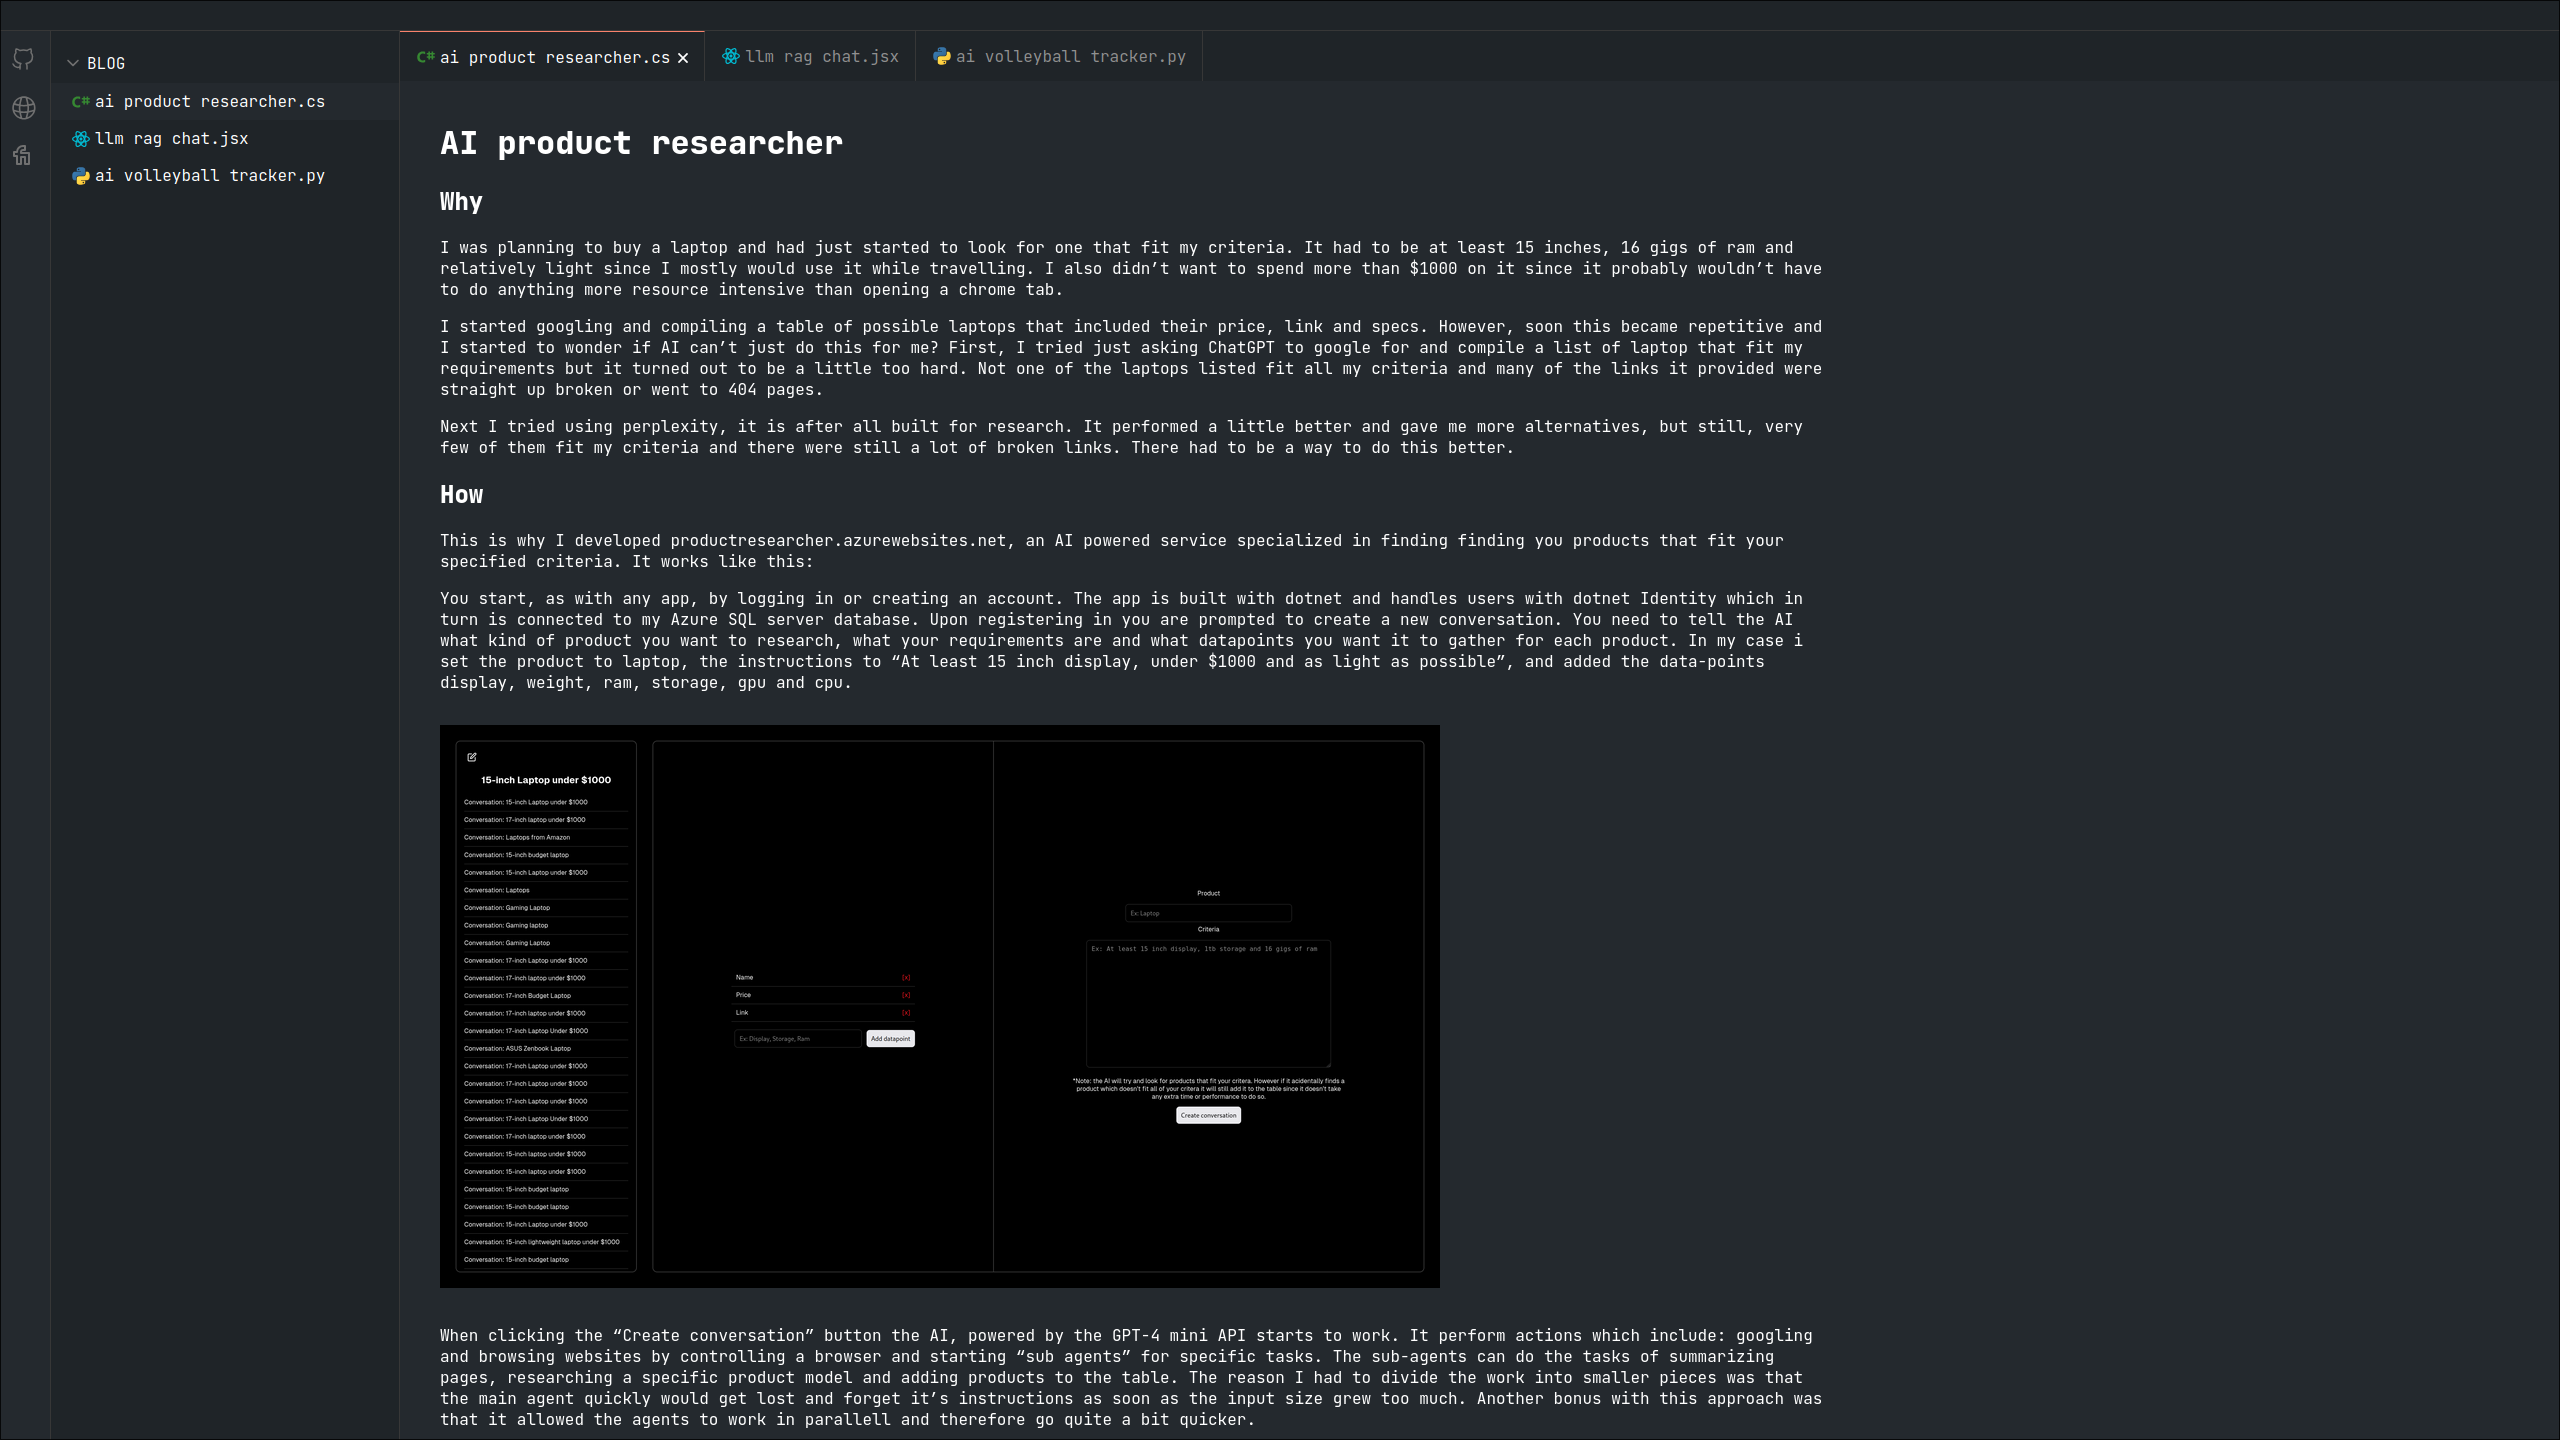 BLOG
C# ai product researcher.cs
llm rag chat.jsx
ai volleyball tracker.py
C# ai product researcher.cs ×
llm rag chat.jsx
ai volleyball tracker.py
AI product researcher
Why
I was planning to buy a laptop and had just started to look for one that fit my criteria. It had to be at least 15 inches, 16 gigs of ram and
relatively light since I mostly would use it while travelling. I also didn’t want to spend more than $1000 on it since it probably wouldn’t have
to do anything more resource intensive than opening a chrome tab.
I started googling and compiling a table of possible laptops that included their price, link and specs. However, soon this became repetitive and
I started to wonder if AI can’t just do this for me? First, I tried just asking ChatGPT to google for and compile a list of laptop that fit my
requirements but it turned out to be a little too hard. Not one of the laptops listed fit all my criteria and many of the links it provided were
straight up broken or went to 404 pages.
Next I tried using perplexity, it is after all built for research. It performed a little better and gave me more alternatives, but still, very
few of them fit my criteria and there were still a lot of broken links. There had to be a way to do this better.
How
This is why I developed productresearcher.azurewebsites.net, an AI powered service specialized in finding finding you products that fit your
specified criteria. It works like this:
You start, as with any app, by logging in or creating an account. The app is built with dotnet and handles users with dotnet Identity which in
turn is connected to my Azure SQL server database. Upon registering in you are prompted to create a new conversation. You need to tell the AI
what kind of product you want to research, what your requirements are and what datapoints you want it to gather for each product. In my case i
set the product to laptop, the instructions to “At least 15 inch display, under $1000 and as light as possible”, and added the data-points
display, weight, ram, storage, gpu and cpu.
15-inch Laptop under $1000
Conversation: 15-inch Laptop under $1000
Conversation: 17-inch laptop under $1000
Conversation: Laptops from Amazon
Conversation: 15-inch budget laptop
Conversation: 15-inch Laptop under $1000
Conversation: Laptops
Conversation: Gaming Laptop
Conversation: Gaming laptop
Conversation: Gaming Laptop
Conversation: 17-inch Laptop under $1000
Conversation: 17-inch laptop under $1000
Conversation: 17-inch Budget Laptop
Conversation: 17-inch laptop under $1000
Conversation: 17-inch Laptop Under $1000
Conversation: ASUS Zenbook Laptop
Conversation: 17-inch Laptop under $1000
Conversation: 17-inch Laptop under $1000
Conversation: 17-inch Laptop under $1000
Conversation: 17-inch Laptop Under $1000
Conversation: 17-inch laptop under $1000
Conversation: 15-inch laptop under $1000
Conversation: 15-inch laptop under $1000
Conversation: 15-inch budget laptop
Conversation: 15-inch budget laptop
Conversation: 15-inch Laptop under $1000
Conversation: 15-inch lightweight laptop under $1000
Conversation: 15-inch budget laptop
Name [x]
Price [x]
Link [x]
Ex: Display, Storage, Ram
Add datapoint
Product
Ex: Laptop
Criteria
Ex: At least 15 inch display, 1tb storage and 16 gigs of ram
*Note: the AI will try and look for products that fit your critera. However if it acidentally finds a
product which doesn't fit all of your critera it will still add it to the table since it doesn't take
any extra time or performance to do so.
Create conversation
When clicking the “Create conversation” button the AI, powered by the GPT-4 mini API starts to work. It perform actions which include: googling
and browsing websites by controlling a browser and starting “sub agents” for specific tasks. The sub-agents can do the tasks of summarizing
pages, researching a specific product model and adding products to the table. The reason I had to divide the work into smaller pieces was that
the main agent quickly would get lost and forget it’s instructions as soon as the input size grew too much. Another bonus with this approach was
that it allowed the agents to work in parallell and therefore go quite a bit quicker.